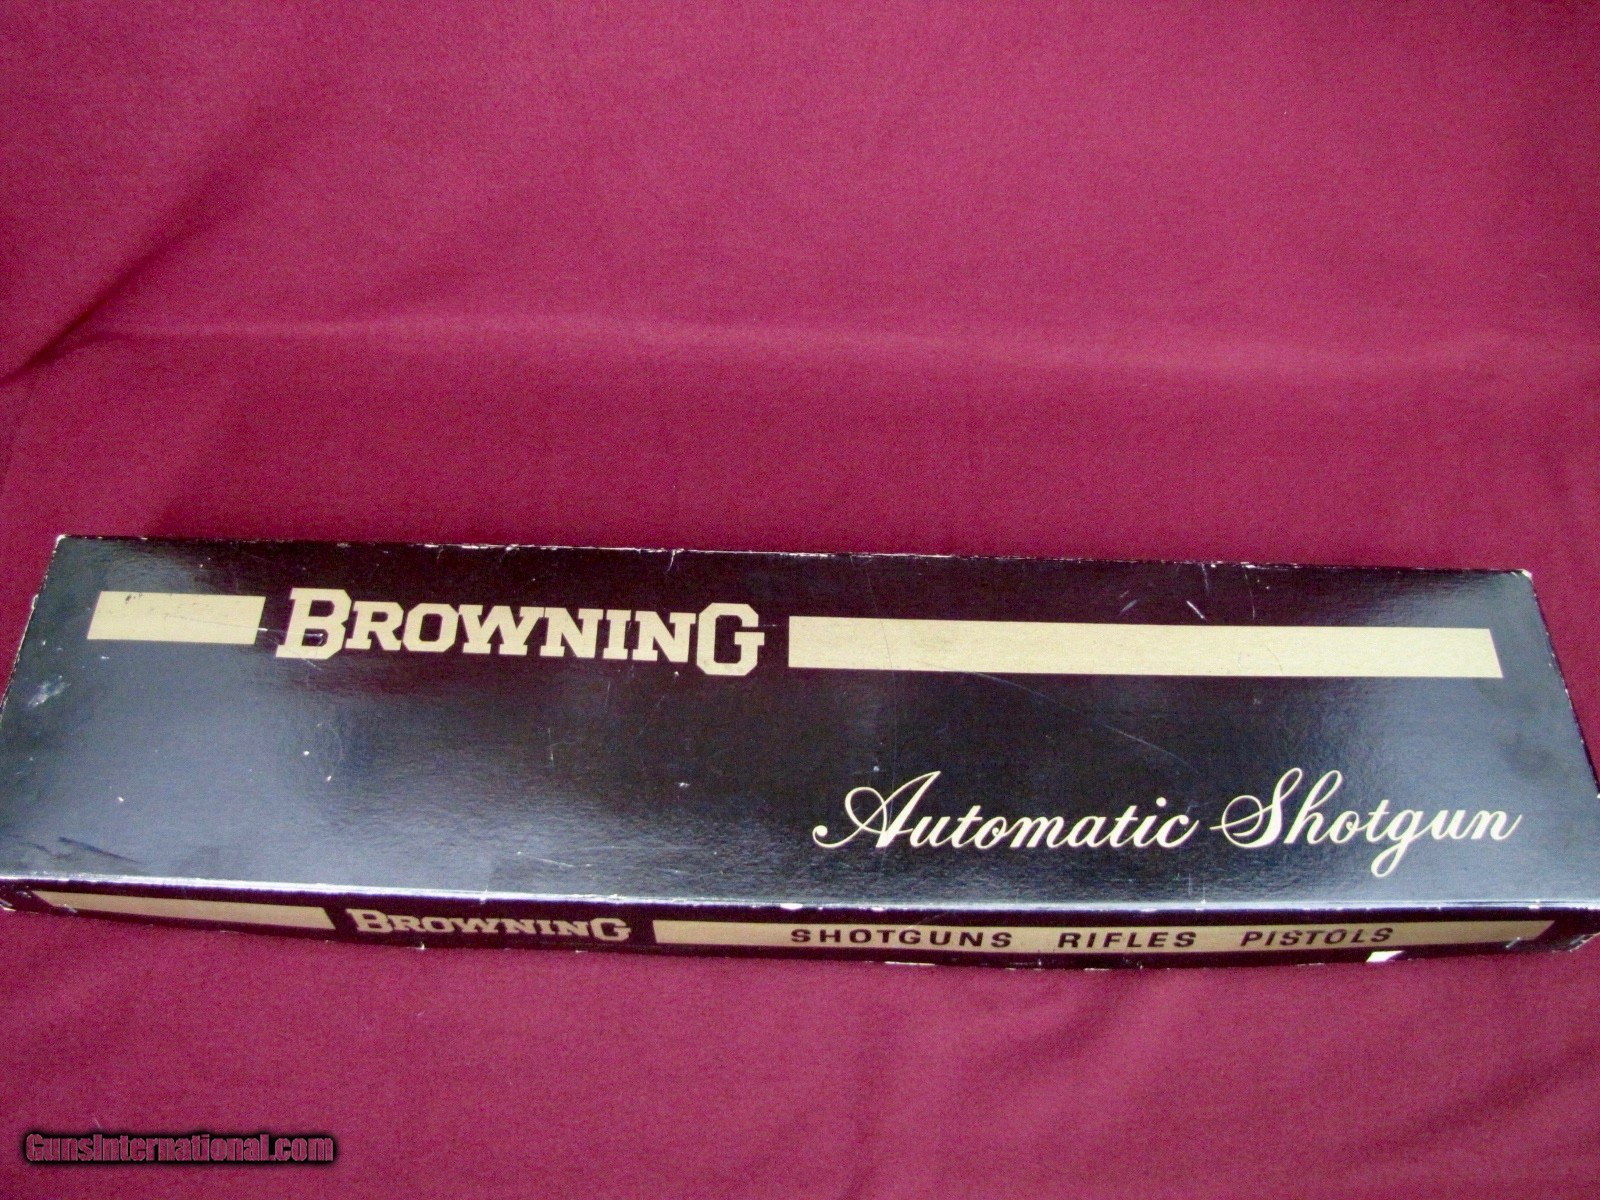 BROWNING
Automatic Shotgun
BROWNING SHOTGUNS RIFLES PISTOLS
GunsInternational.com